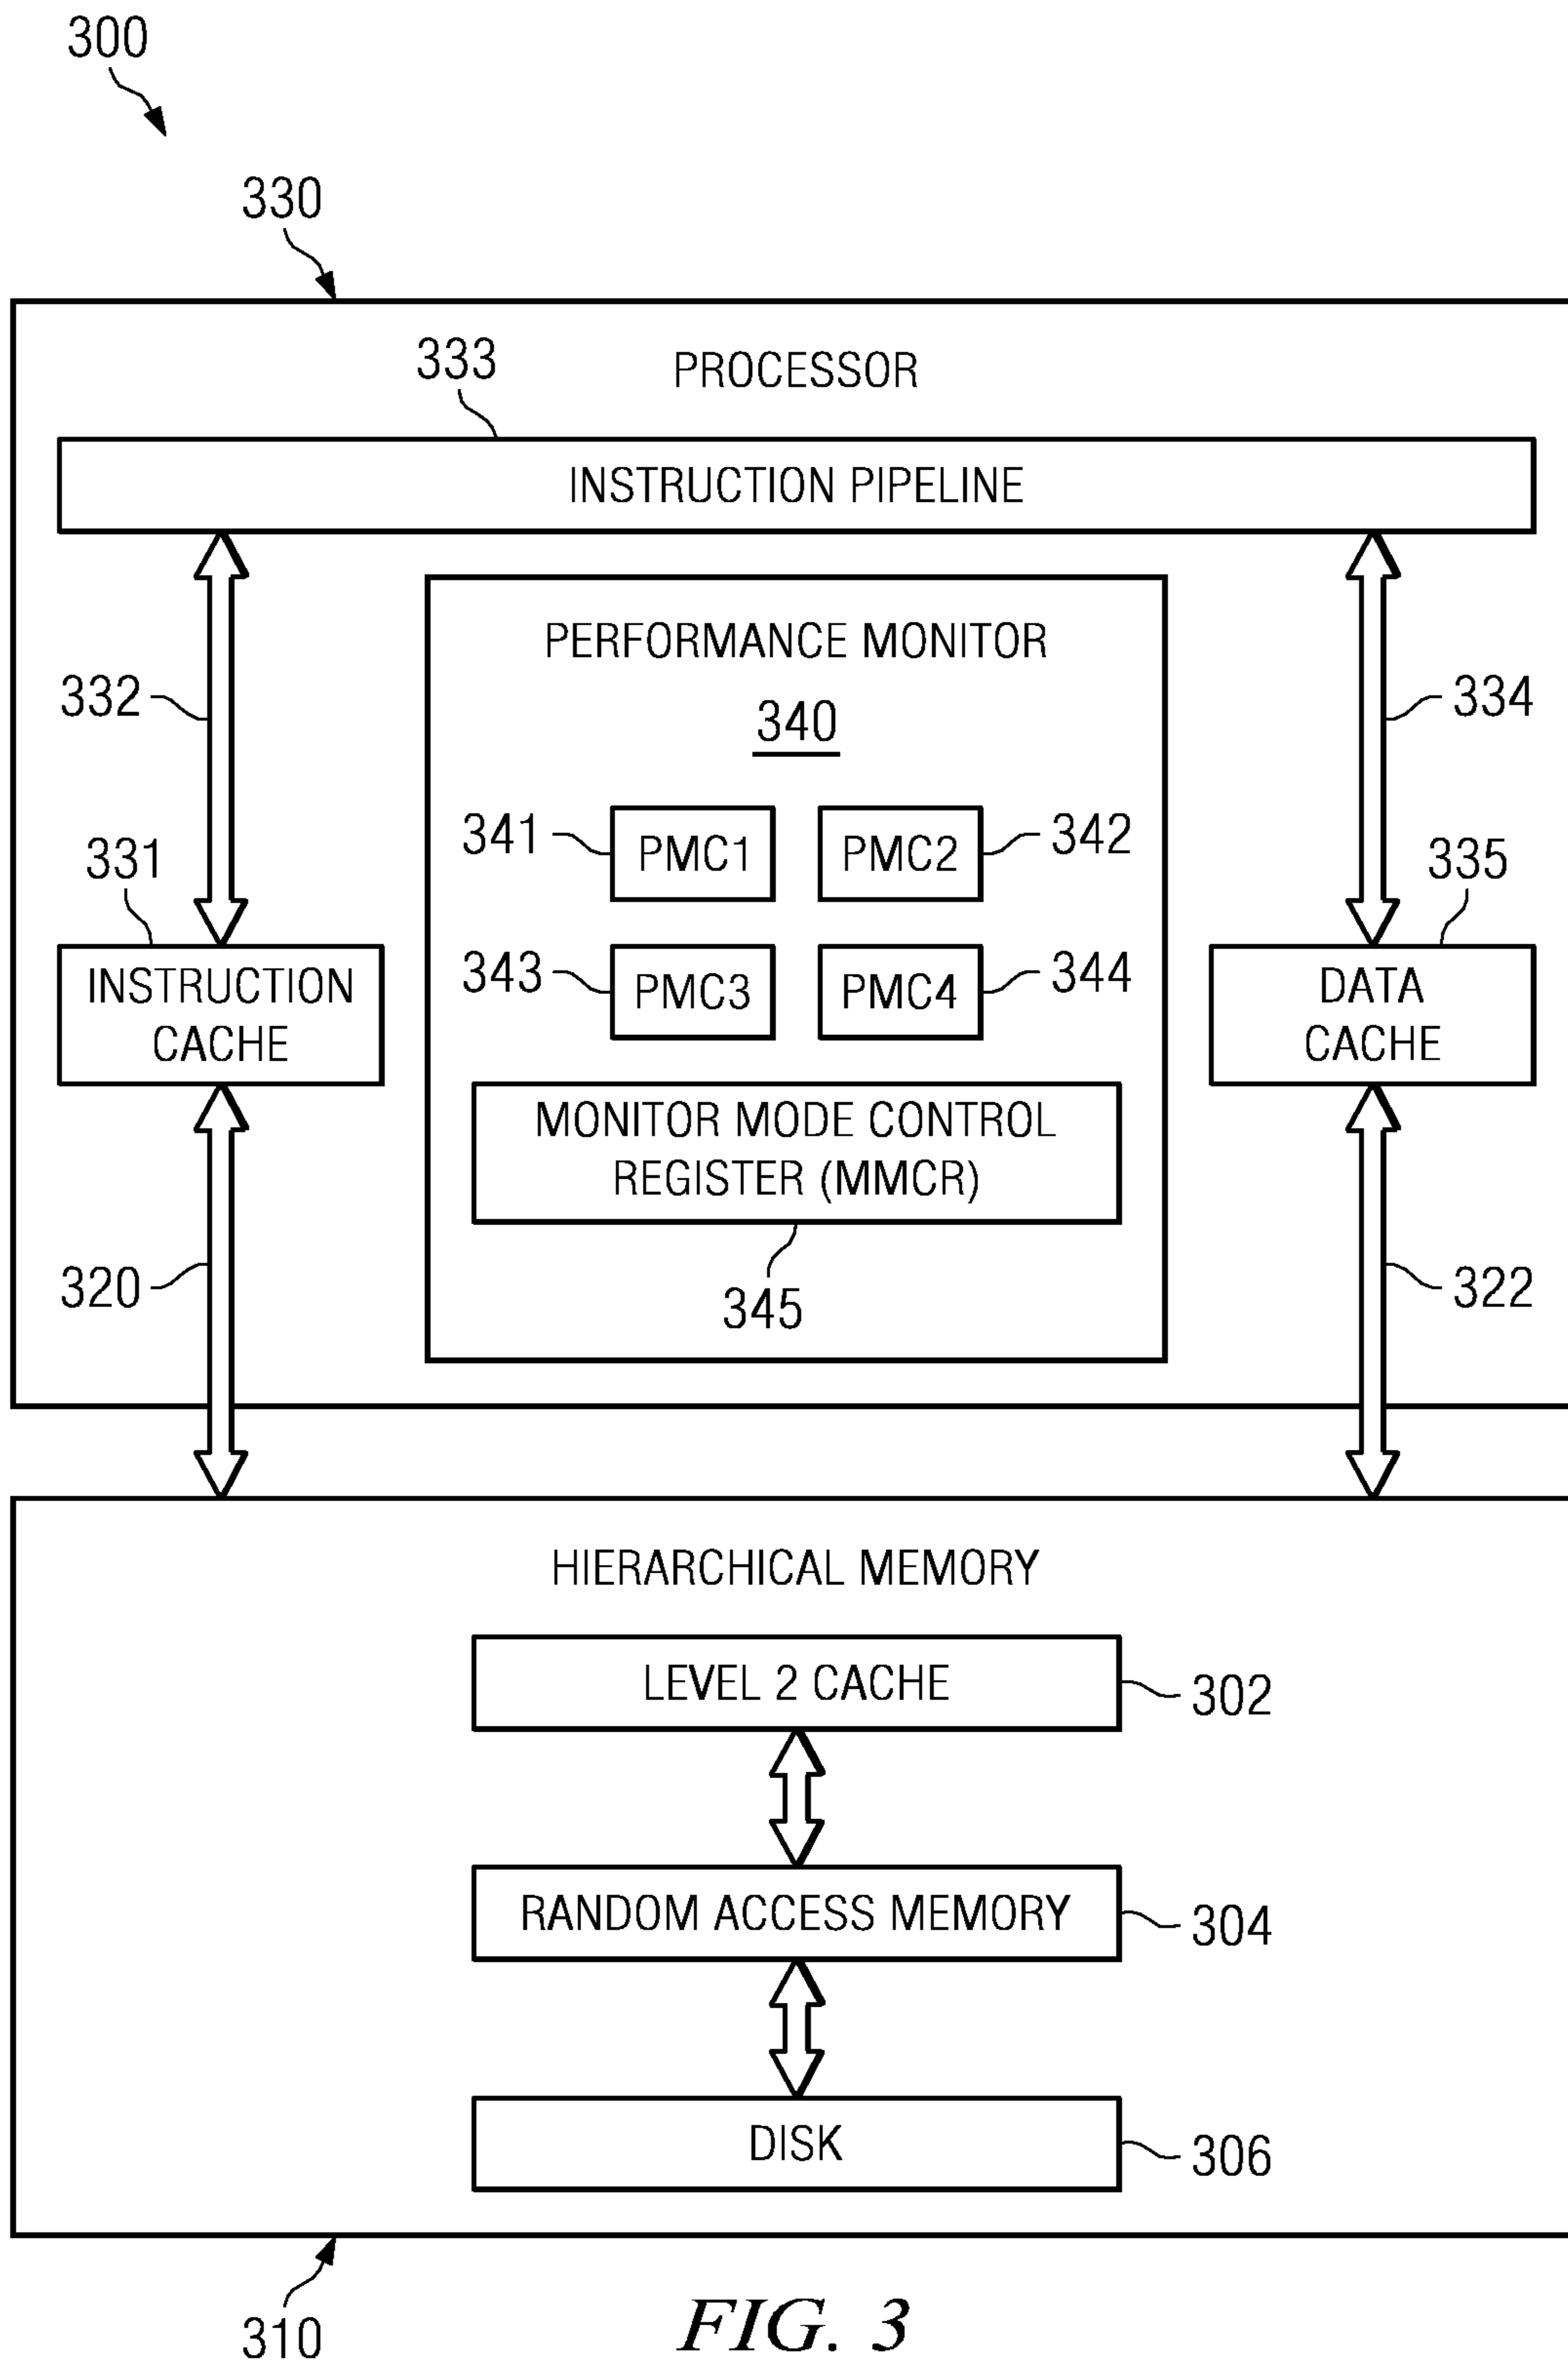 300
330
333
PROCESSOR
INSTRUCTION PIPELINE
PERFORMANCE MONITOR
340
332
334
341
PMC1
PMC2
342
331
335
343
PMC3
PMC4
344
INSTRUCTION
CACHE
DATA
CACHE
MONITOR MODE CONTROL
REGISTER (MMCR)
320
345
322
HIERARCHICAL MEMORY
LEVEL 2 CACHE
302
RANDOM ACCESS MEMORY
304
DISK
306
310
FIG. 3